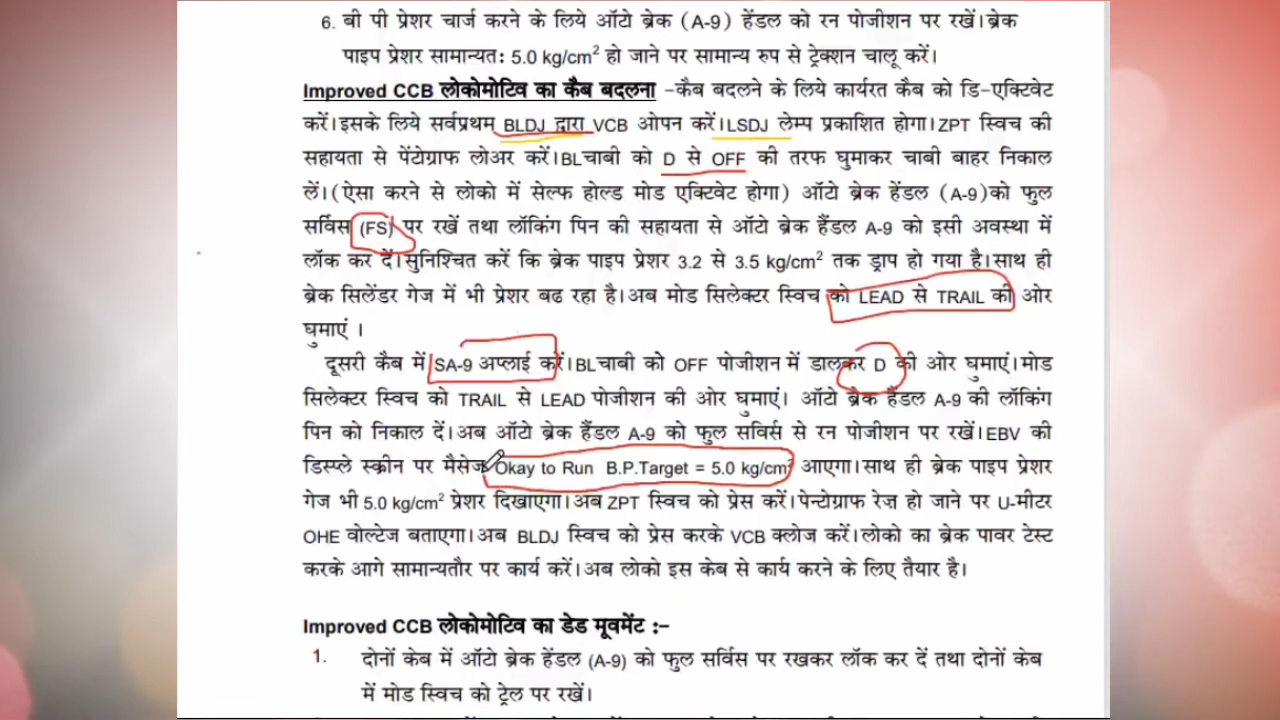 6. बी पी प्रेशर चार्ज करने के लिये ऑटो ब्रेक (A-9) हेंडल को रन पोजीशन पर रखें।ब्रेक
पाइप प्रेशर सामान्यतः 5.0 kg/cm² हो जाने पर सामान्य रुप से ट्रेक्शन चालू करें।
Improved CCB लोकोमोटिव का कैब बदलना -कैब बदलने के लिये कार्यरत कैब को डि-एक्टिवेट
करें।इसके लिये सर्वप्रथम BLDJ द्वारा VCB ओपन करें।LSDJ लेम्प प्रकाशित होगा।ZPT स्विच की
सहायता से पेंटोग्राफ लोअर करें।BLचाबी को D से OFF की तरफ घुमाकर चाबी बाहर निकाल
लें।(ऐसा करने से लोको में सेल्फ होल्ड मोड एक्टिवेट होगा) ऑटो ब्रेक हेंडल (A-9)को फुल
सर्विस (FS) पर रखें तथा लॉकिंग पिन की सहायता से ऑटो ब्रेक हैंडल A-9 को इसी अवस्था में
लॉक कर दें।सुनिश्चित करें कि ब्रेक पाइप प्रेशर 3.2 से 3.5 kg/cm² तक ड्राप हो गया है।साथ ही
ब्रेक सिलेंडर गेज में भी प्रेशर बढ रहा है।अब मोड सिलेक्टर स्विच को LEAD से TRAIL की ओर
घुमाएं ।
दूसरी कैब में SA-9 अप्लाई करें।BLचाबी को OFF पोजीशन में डालकर D की ओर घुमाएं।मोड
सिलेक्टर स्विच को TRAIL से LEAD पोजीशन की ओर घुमाएं। ऑटो ब्रेक हैंडल A-9 की लॉकिंग
पिन को निकाल दें।अब ऑटो ब्रेक हैंडल A-9 को फुल सर्विस से रन पोजीशन पर रखें।EBV की
डिस्प्ले स्क्रीन पर मैसेज Okay to Run B.P.Target = 5.0 kg/cm² आएगा।साथ ही ब्रेक पाइप प्रेशर
गेज भी 5.0 kg/cm² प्रेशर दिखाएगा।अब ZPT स्विच को प्रेस करें।पेन्टोग्राफ रेज़ हो जाने पर U-मीटर
OHE वोल्टेज बताएगा।अब BLDJ स्विच को प्रेस करके VCB क्लोज करें।लोको का ब्रेक पावर टेस्ट
करके आगे सामान्यतौर पर कार्य करें।अब लोको इस केब से कार्य करने के लिए तैयार है।
Improved CCB लोकोमोटिव का डेड मूवमेंट :–
1. दोनों केब में ऑटो ब्रेक हेंडल (A-9) को फुल सर्विस पर रखकर लॉक कर दें तथा दोनों केब
में मोड स्विच को ट्रेल पर रखें।